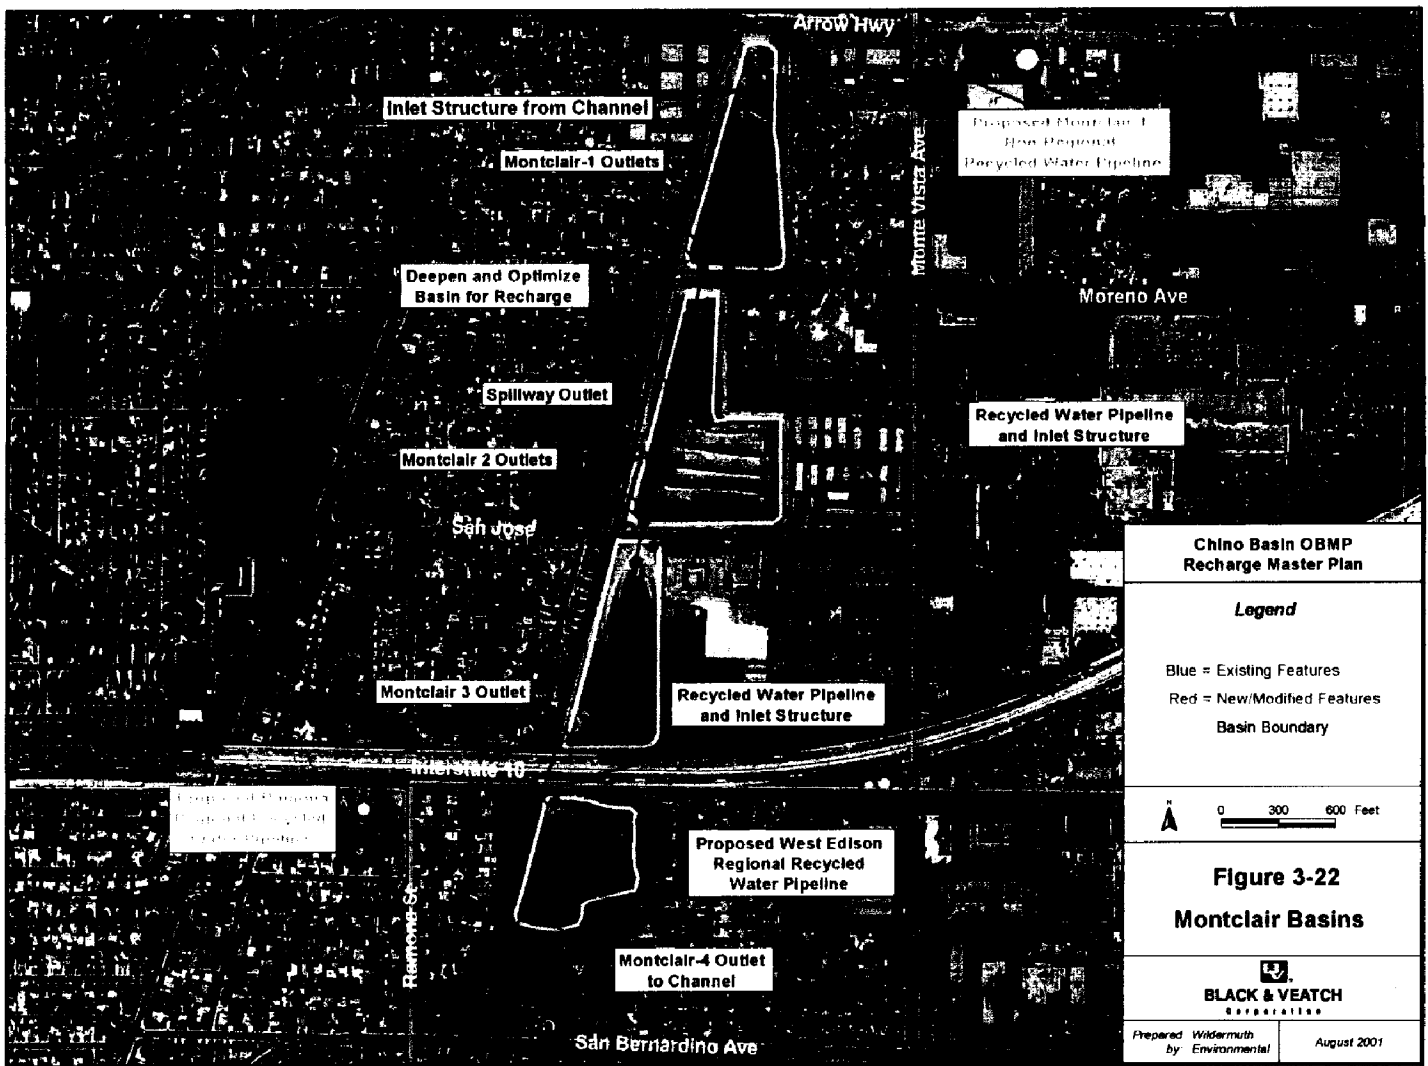 Arrow Hwy
Inlet Structure from Channel
Montclair-1 Outlets
Monte Vista Ave
Recycled Water Pipeline
Deepen and Optimize
Basin for Recharge
Moreno Ave
Spillway Outlet
Recycled Water Pipeline
and Inlet Structure
Montclair 2 Outlets
San Jose
Montclair 3 Outlet
Recycled Water Pipeline
and Inlet Structure
Interstate 10
Proposed West Edison
Regional Recycled
Water Pipeline
Ramona St
Montclair-4 Outlet
to Channel
San Bernardino Ave
Chino Basin OBMP
Recharge Master Plan
Legend
Blue = Existing Features
Red = New/Modified Features
Basin Boundary
N
0 300 600 Feet
Figure 3-22
Montclair Basins
BLACK & VEATCH
Corporation
Prepared by: Wildermuth
Environmental
August 2001